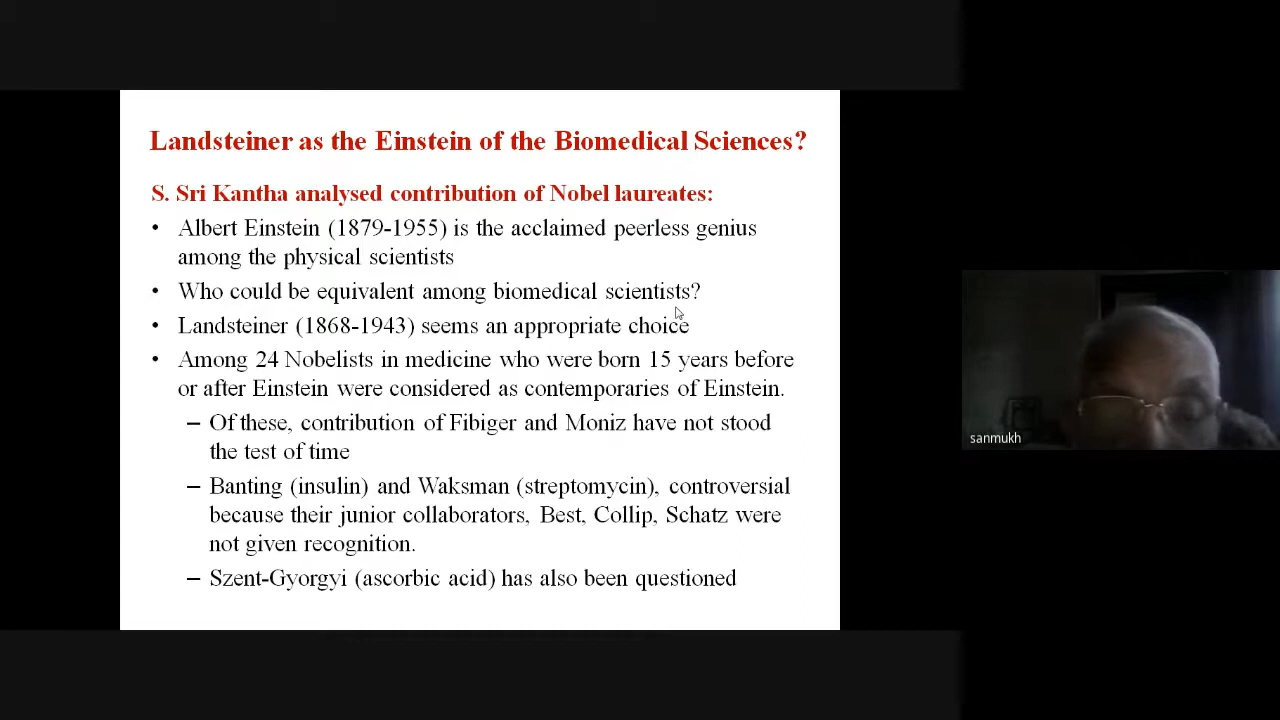 Landsteiner as the Einstein of the Biomedical Sciences?
S. Sri Kantha analysed contribution of Nobel laureates:
• Albert Einstein (1879-1955) is the acclaimed peerless genius
among the physical scientists
• Who could be equivalent among biomedical scientists?
• Landsteiner (1868-1943) seems an appropriate choice
• Among 24 Nobelists in medicine who were born 15 years before
or after Einstein were considered as contemporaries of Einstein.
– Of these, contribution of Fibiger and Moniz have not stood
the test of time
– Banting (insulin) and Waksman (streptomycin), controversial
because their junior collaborators, Best, Collip, Schatz were
not given recognition.
– Szent-Gyorgyi (ascorbic acid) has also been questioned
sanmukh